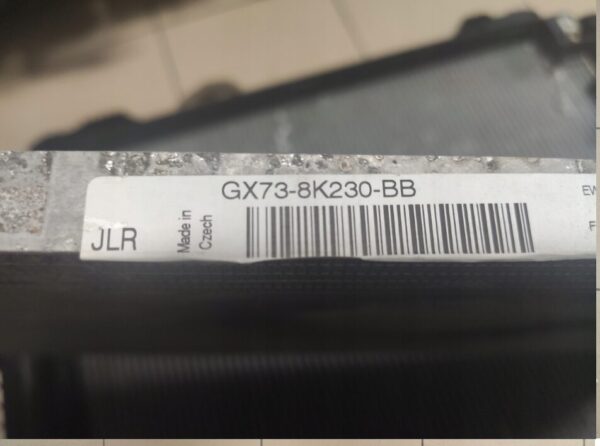 GX73-8K230-BB
JLR
Made in
Czech